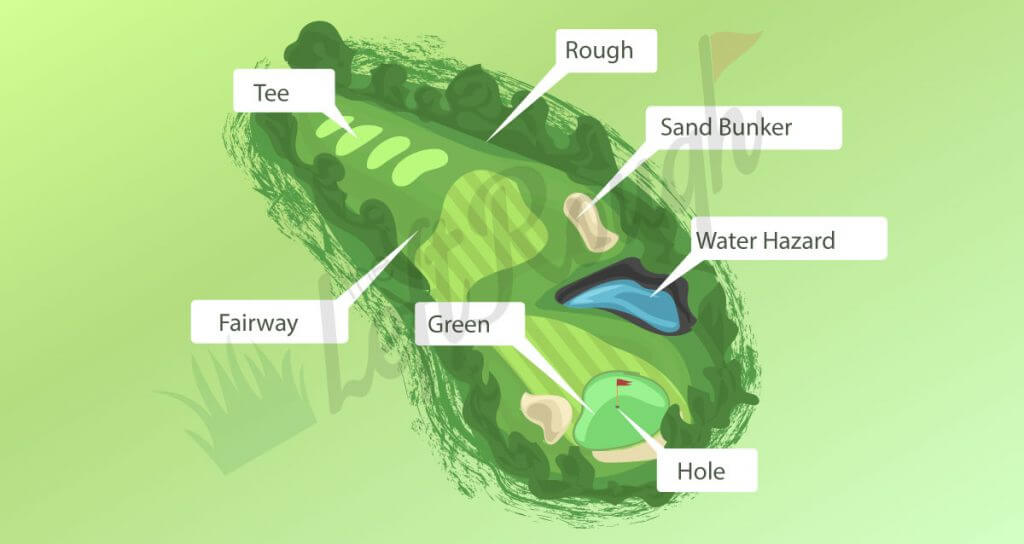 Rough
Tee
Sand Bunker
Water Hazard
Fairway
Green
Hole